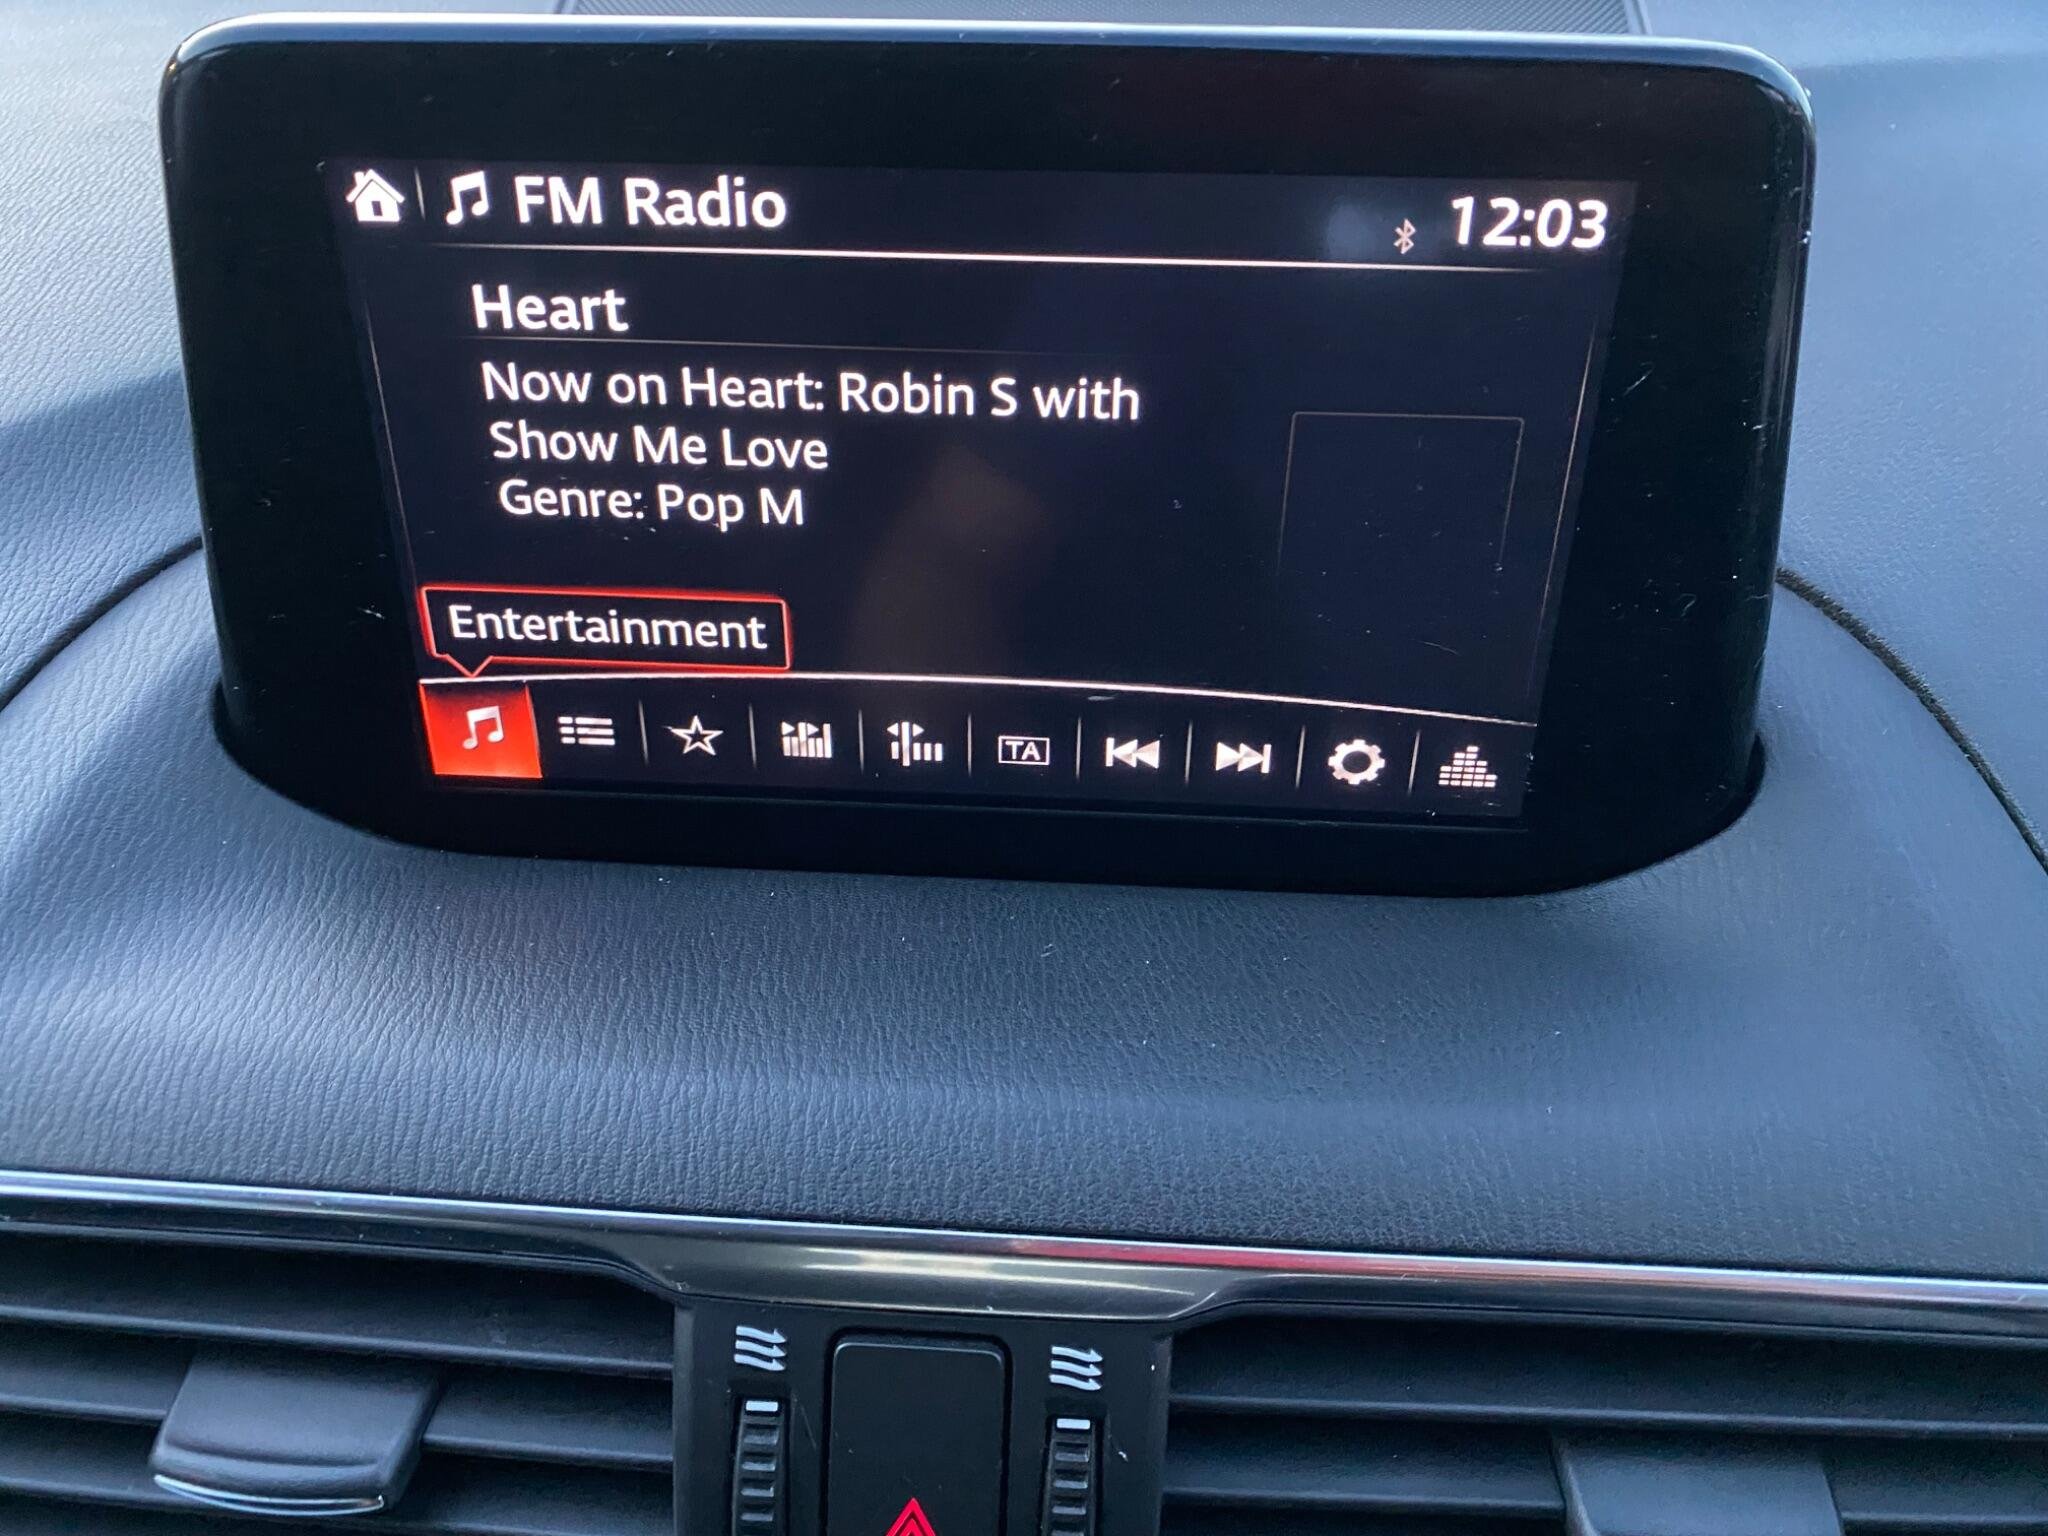 FM Radio
12:03
Heart
Now on Heart: Robin S with
Show Me Love
Genre: Pop M
Entertainment
TA